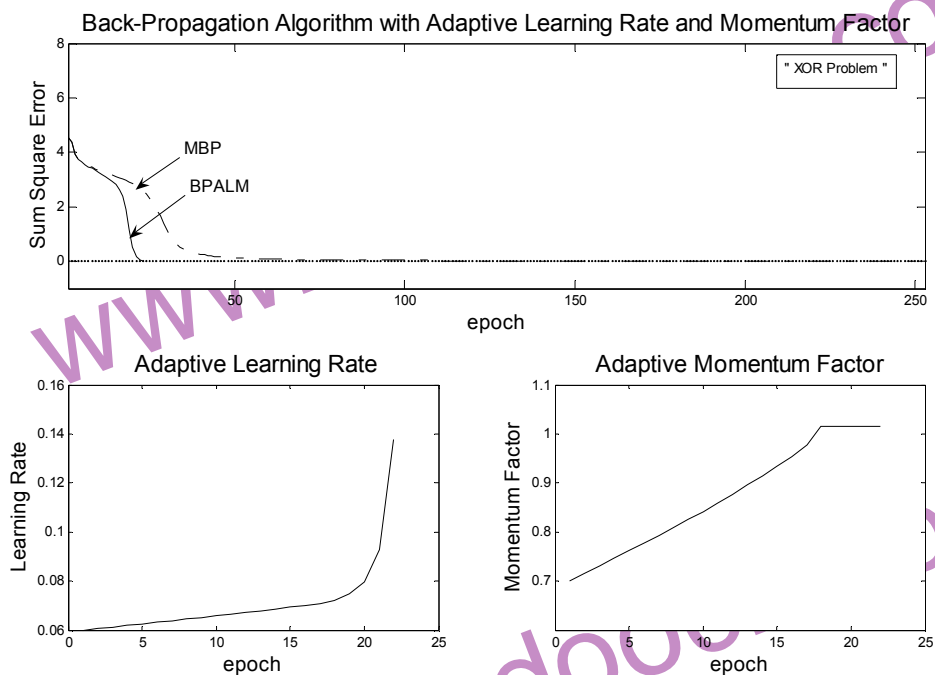 Back-Propagation Algorithm with Adaptive Learning Rate and Momentum Factor
8
6
4
2
0
Sum Square Error
" XOR Problem "
MBP
BPALM
50
100
150
200
250
epoch
www.
Adaptive Learning Rate
0.16
0.14
0.12
0.1
0.08
0.06
Learning Rate
0
5
10
15
20
25
epoch
Adaptive Momentum Factor
1.1
1
0.9
0.8
0.7
Momentum Factor
0
5
10
15
20
25
epoch